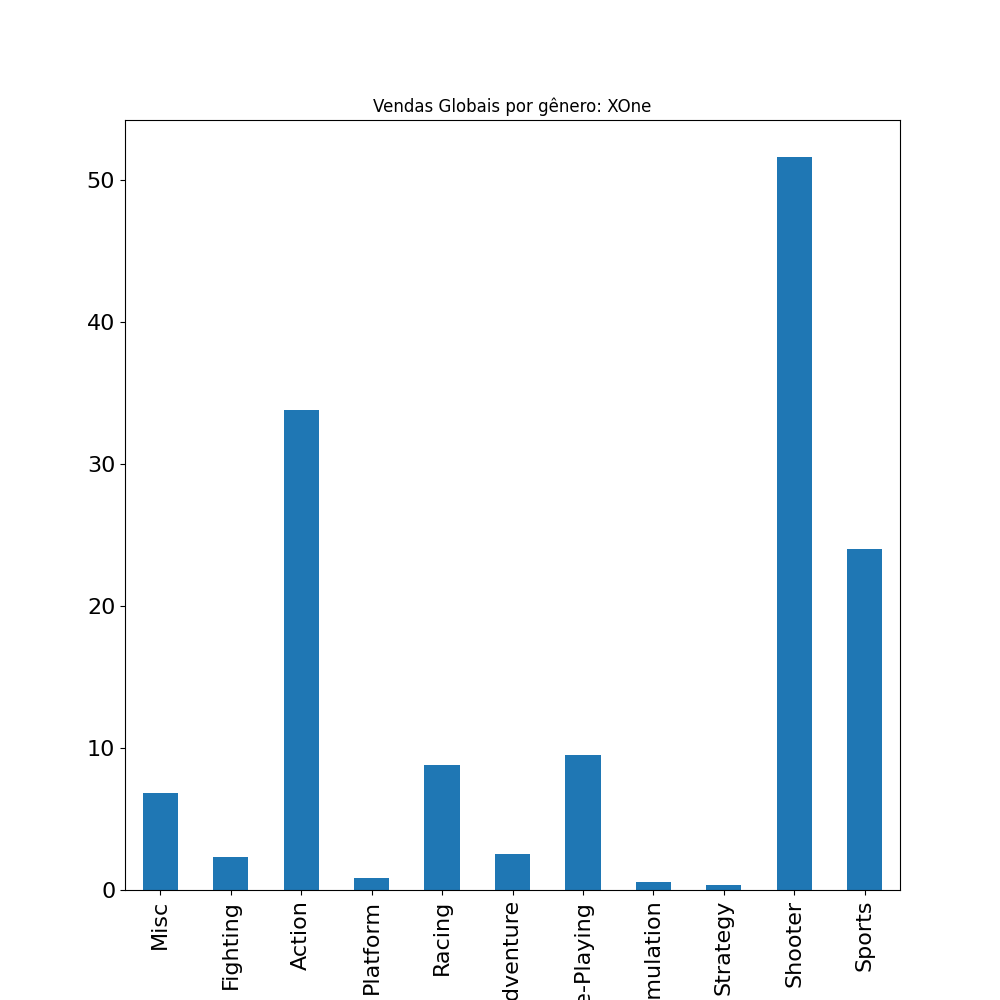 Vendas Globais por gênero: XOne
50
40
30
20
10
0
Misc
Fighting
Action
Platform
Racing
dventure
e-Playing
mulation
Strategy
Shooter
Sports